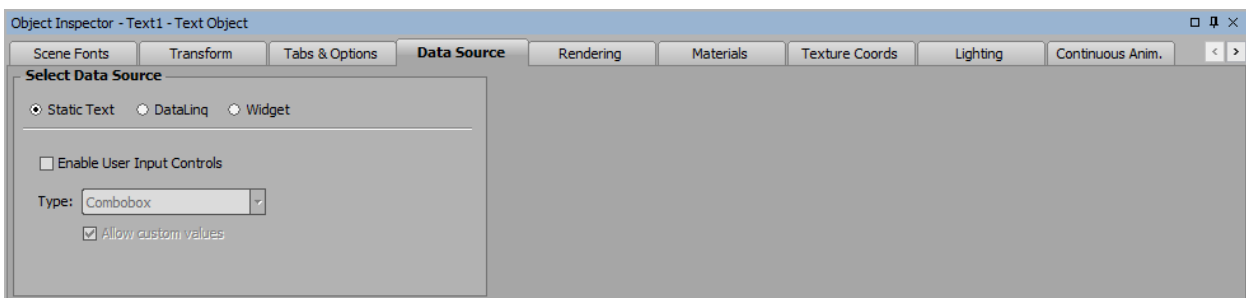 Object Inspector - Text1 - Text Object
Scene Fonts Transform Tabs & Options Data Source Rendering Materials Texture Coords Lighting Continuous Anim.
Select Data Source
Static Text DataLinq Widget
Enable User Input Controls
Type: Combobox
Allow custom values